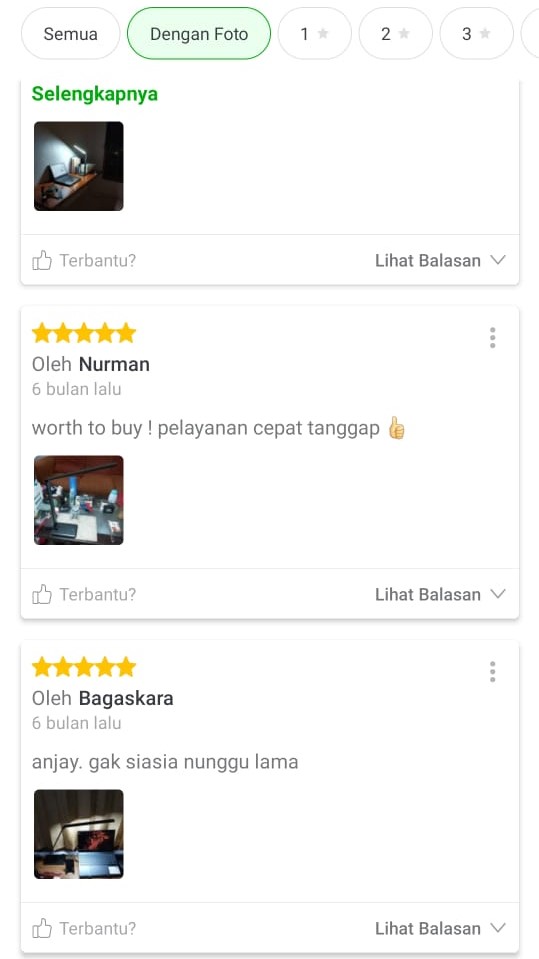 Semua
Dengan Foto
1
2
3
Selengkapnya
Terbantu?
Lihat Balasan
Oleh Nurman
6 bulan lalu
worth to buy ! pelayanan cepat tanggap 👍
Terbantu?
Lihat Balasan
Oleh Bagaskara
6 bulan lalu
anjay. gak siasia nunggu lama
Terbantu?
Lihat Balasan